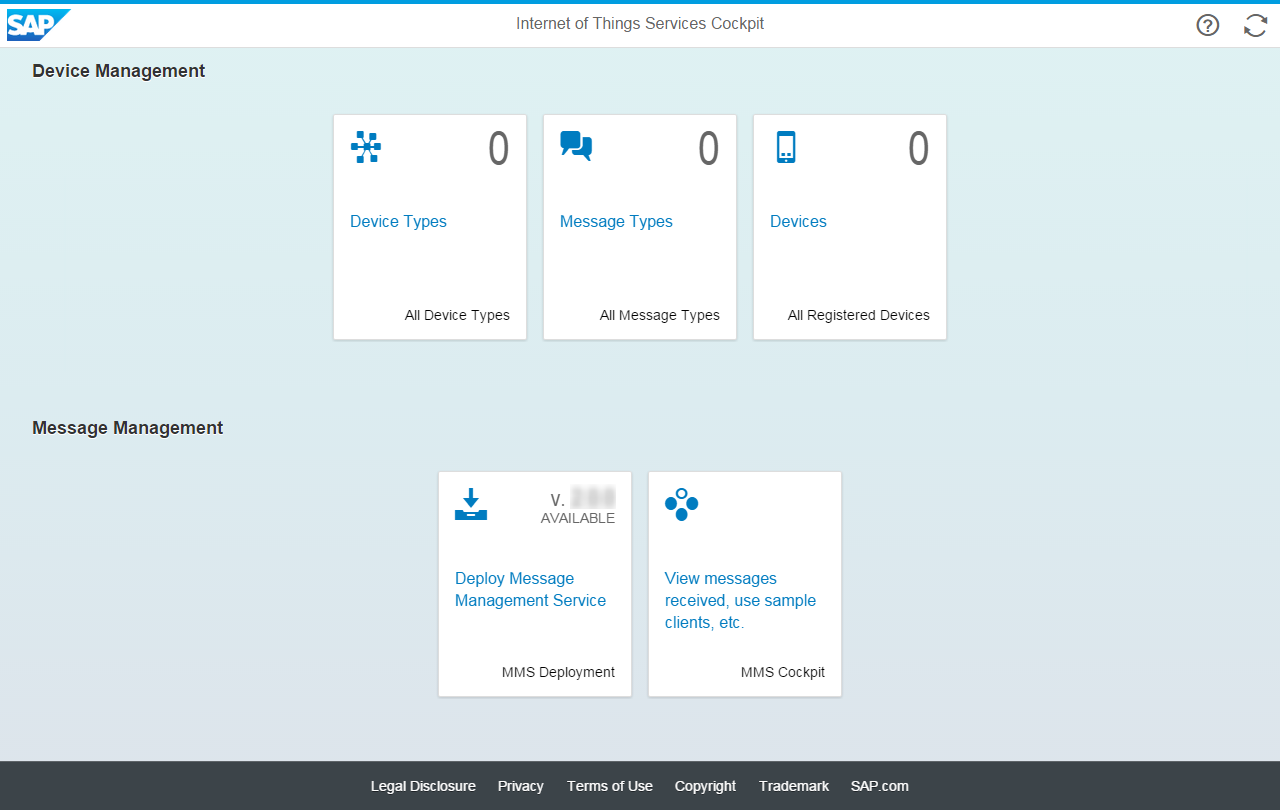 SAP
Internet of Things Services Cockpit
Device Management
0
0
0
Device Types
Message Types
Devices
All Device Types
All Message Types
All Registered Devices
Message Management
v.
AVAILABLE
Deploy Message
Management Service
MMS Deployment
View messages
received, use sample
clients, etc.
MMS Cockpit
Legal Disclosure Privacy Terms of Use Copyright Trademark SAP.com